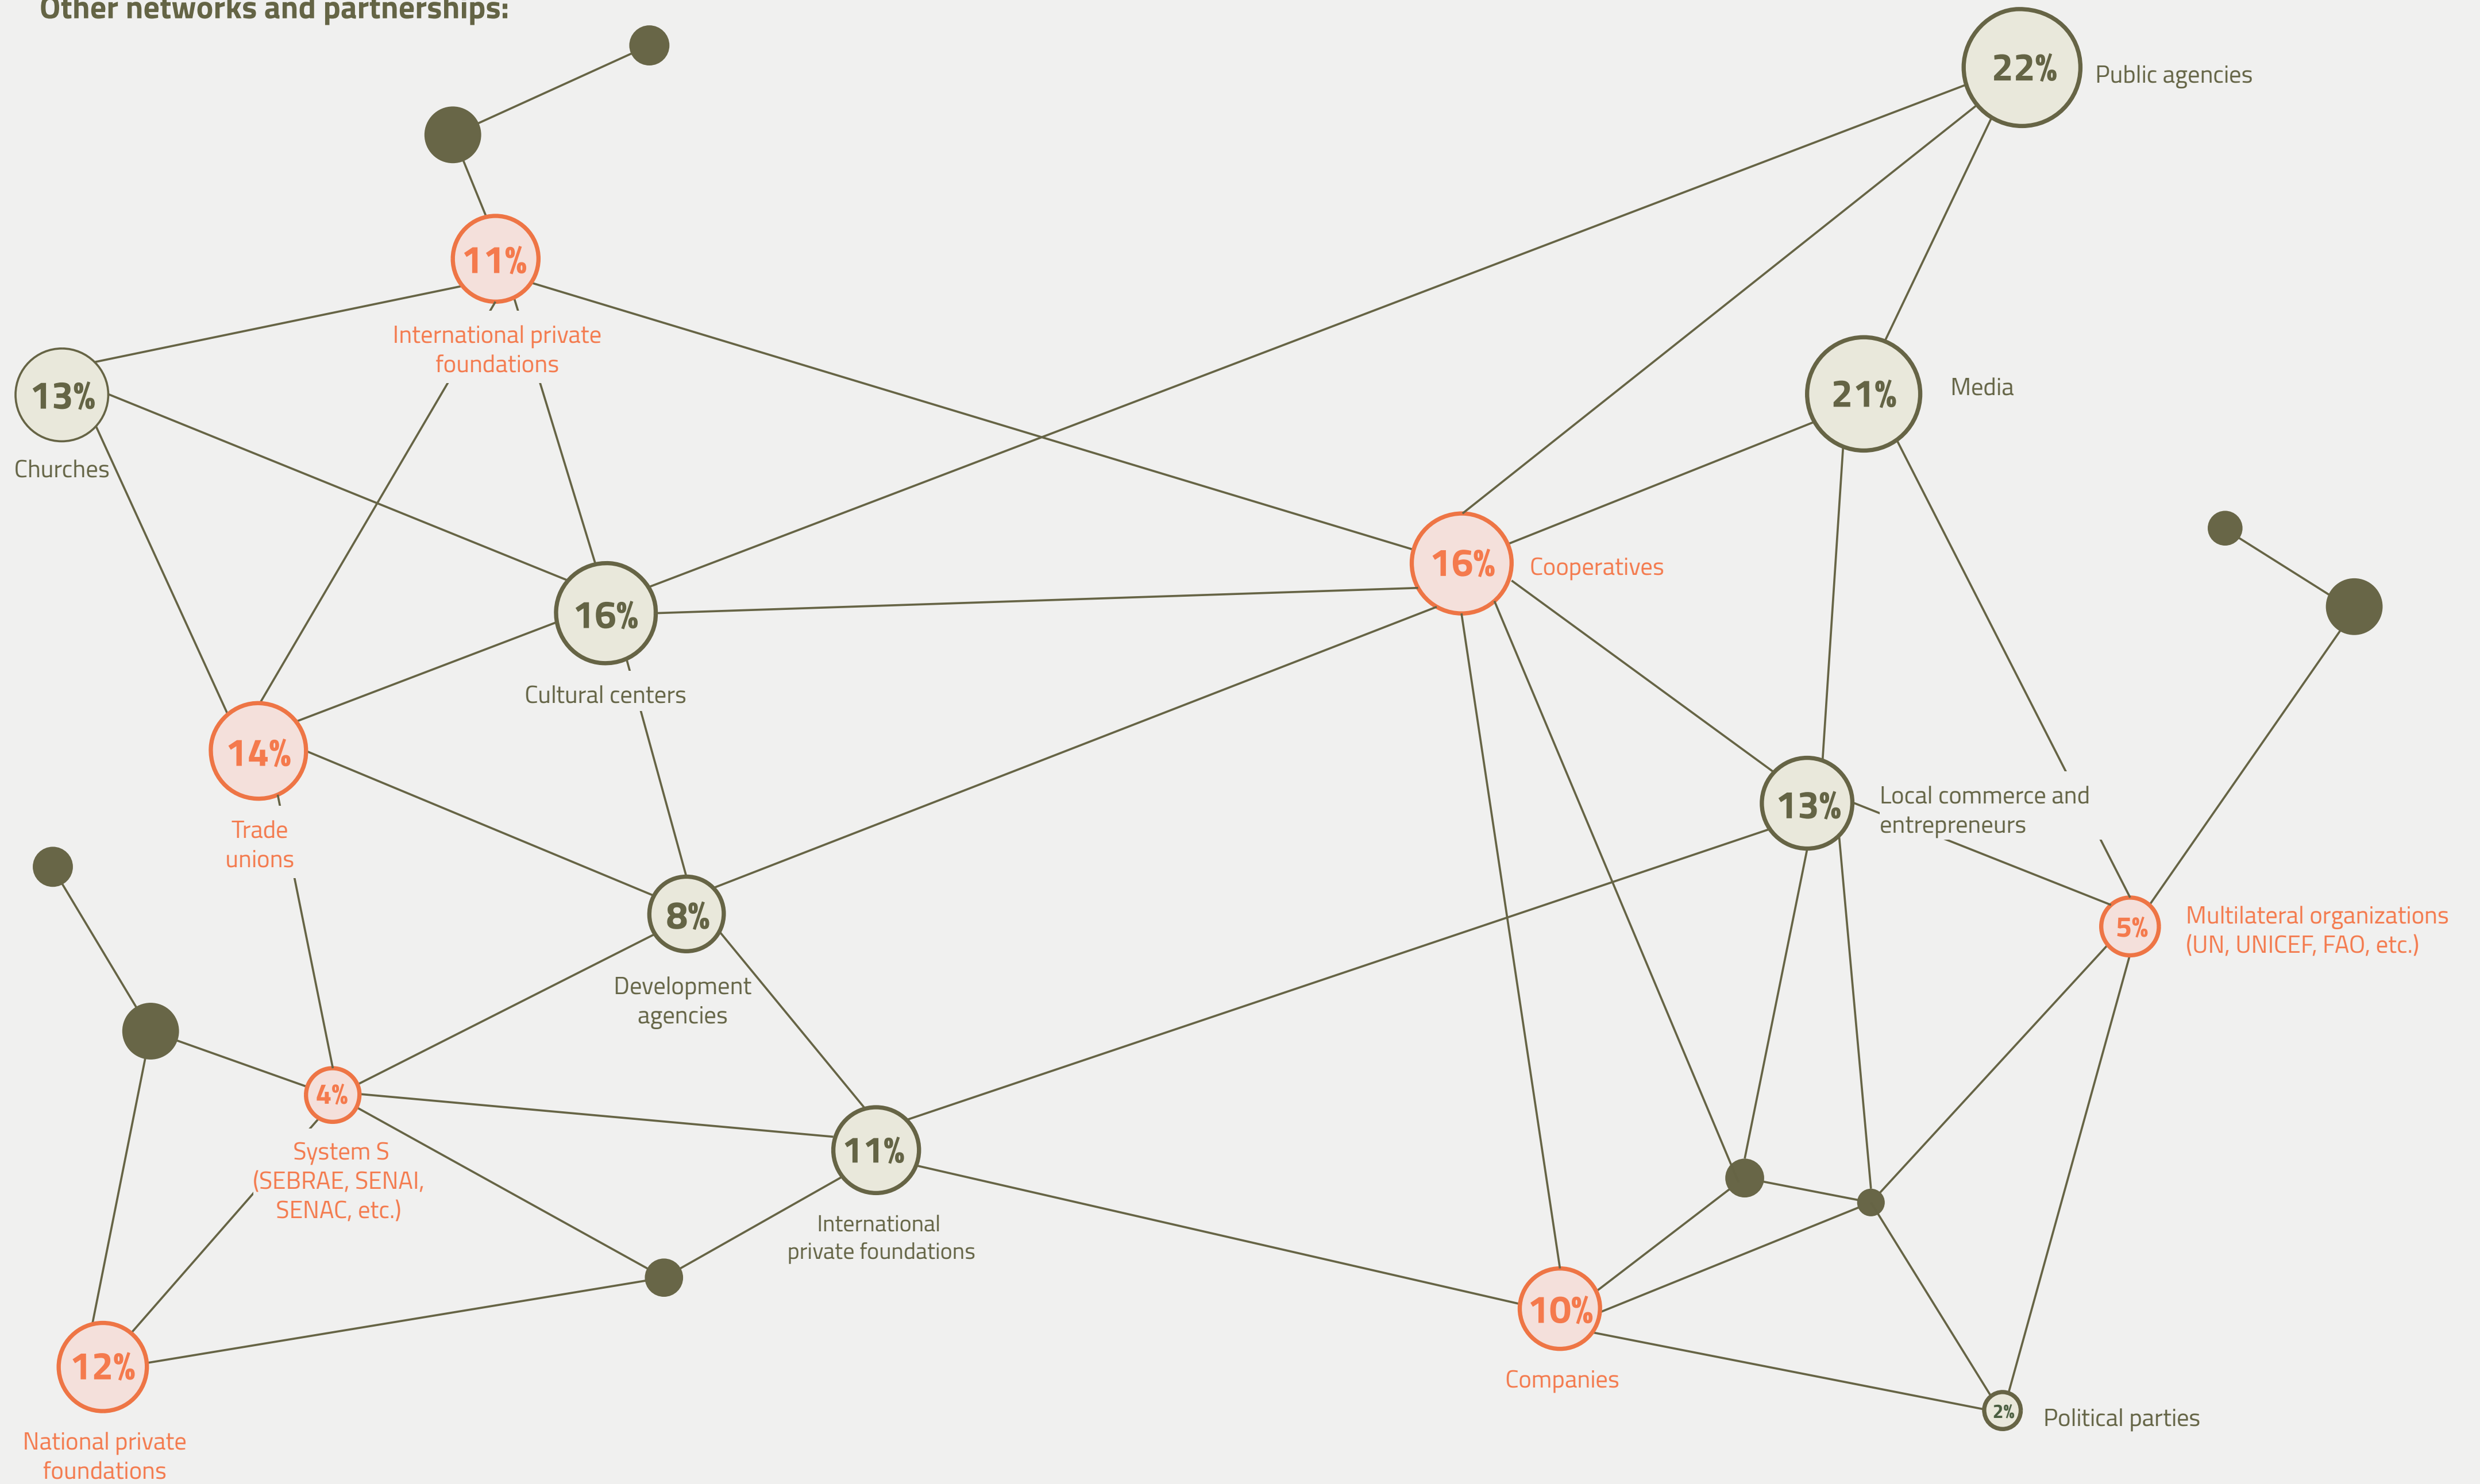 Other networks and partnerships:
22%
Public agencies
11%
International private
foundations
13%
Churches
21%
Media
16%
Cultural centers
16%
Cooperatives
14%
Trade
unions
13%
Local commerce and
entrepreneurs
8%
Development
agencies
5%
Multilateral organizations
(UN, UNICEF, FAO, etc.)
4%
System S
(SEBRAE, SENAI,
SENAC, etc.)
11%
International
private foundations
10%
Companies
12%
National private
foundations
2%
Political parties